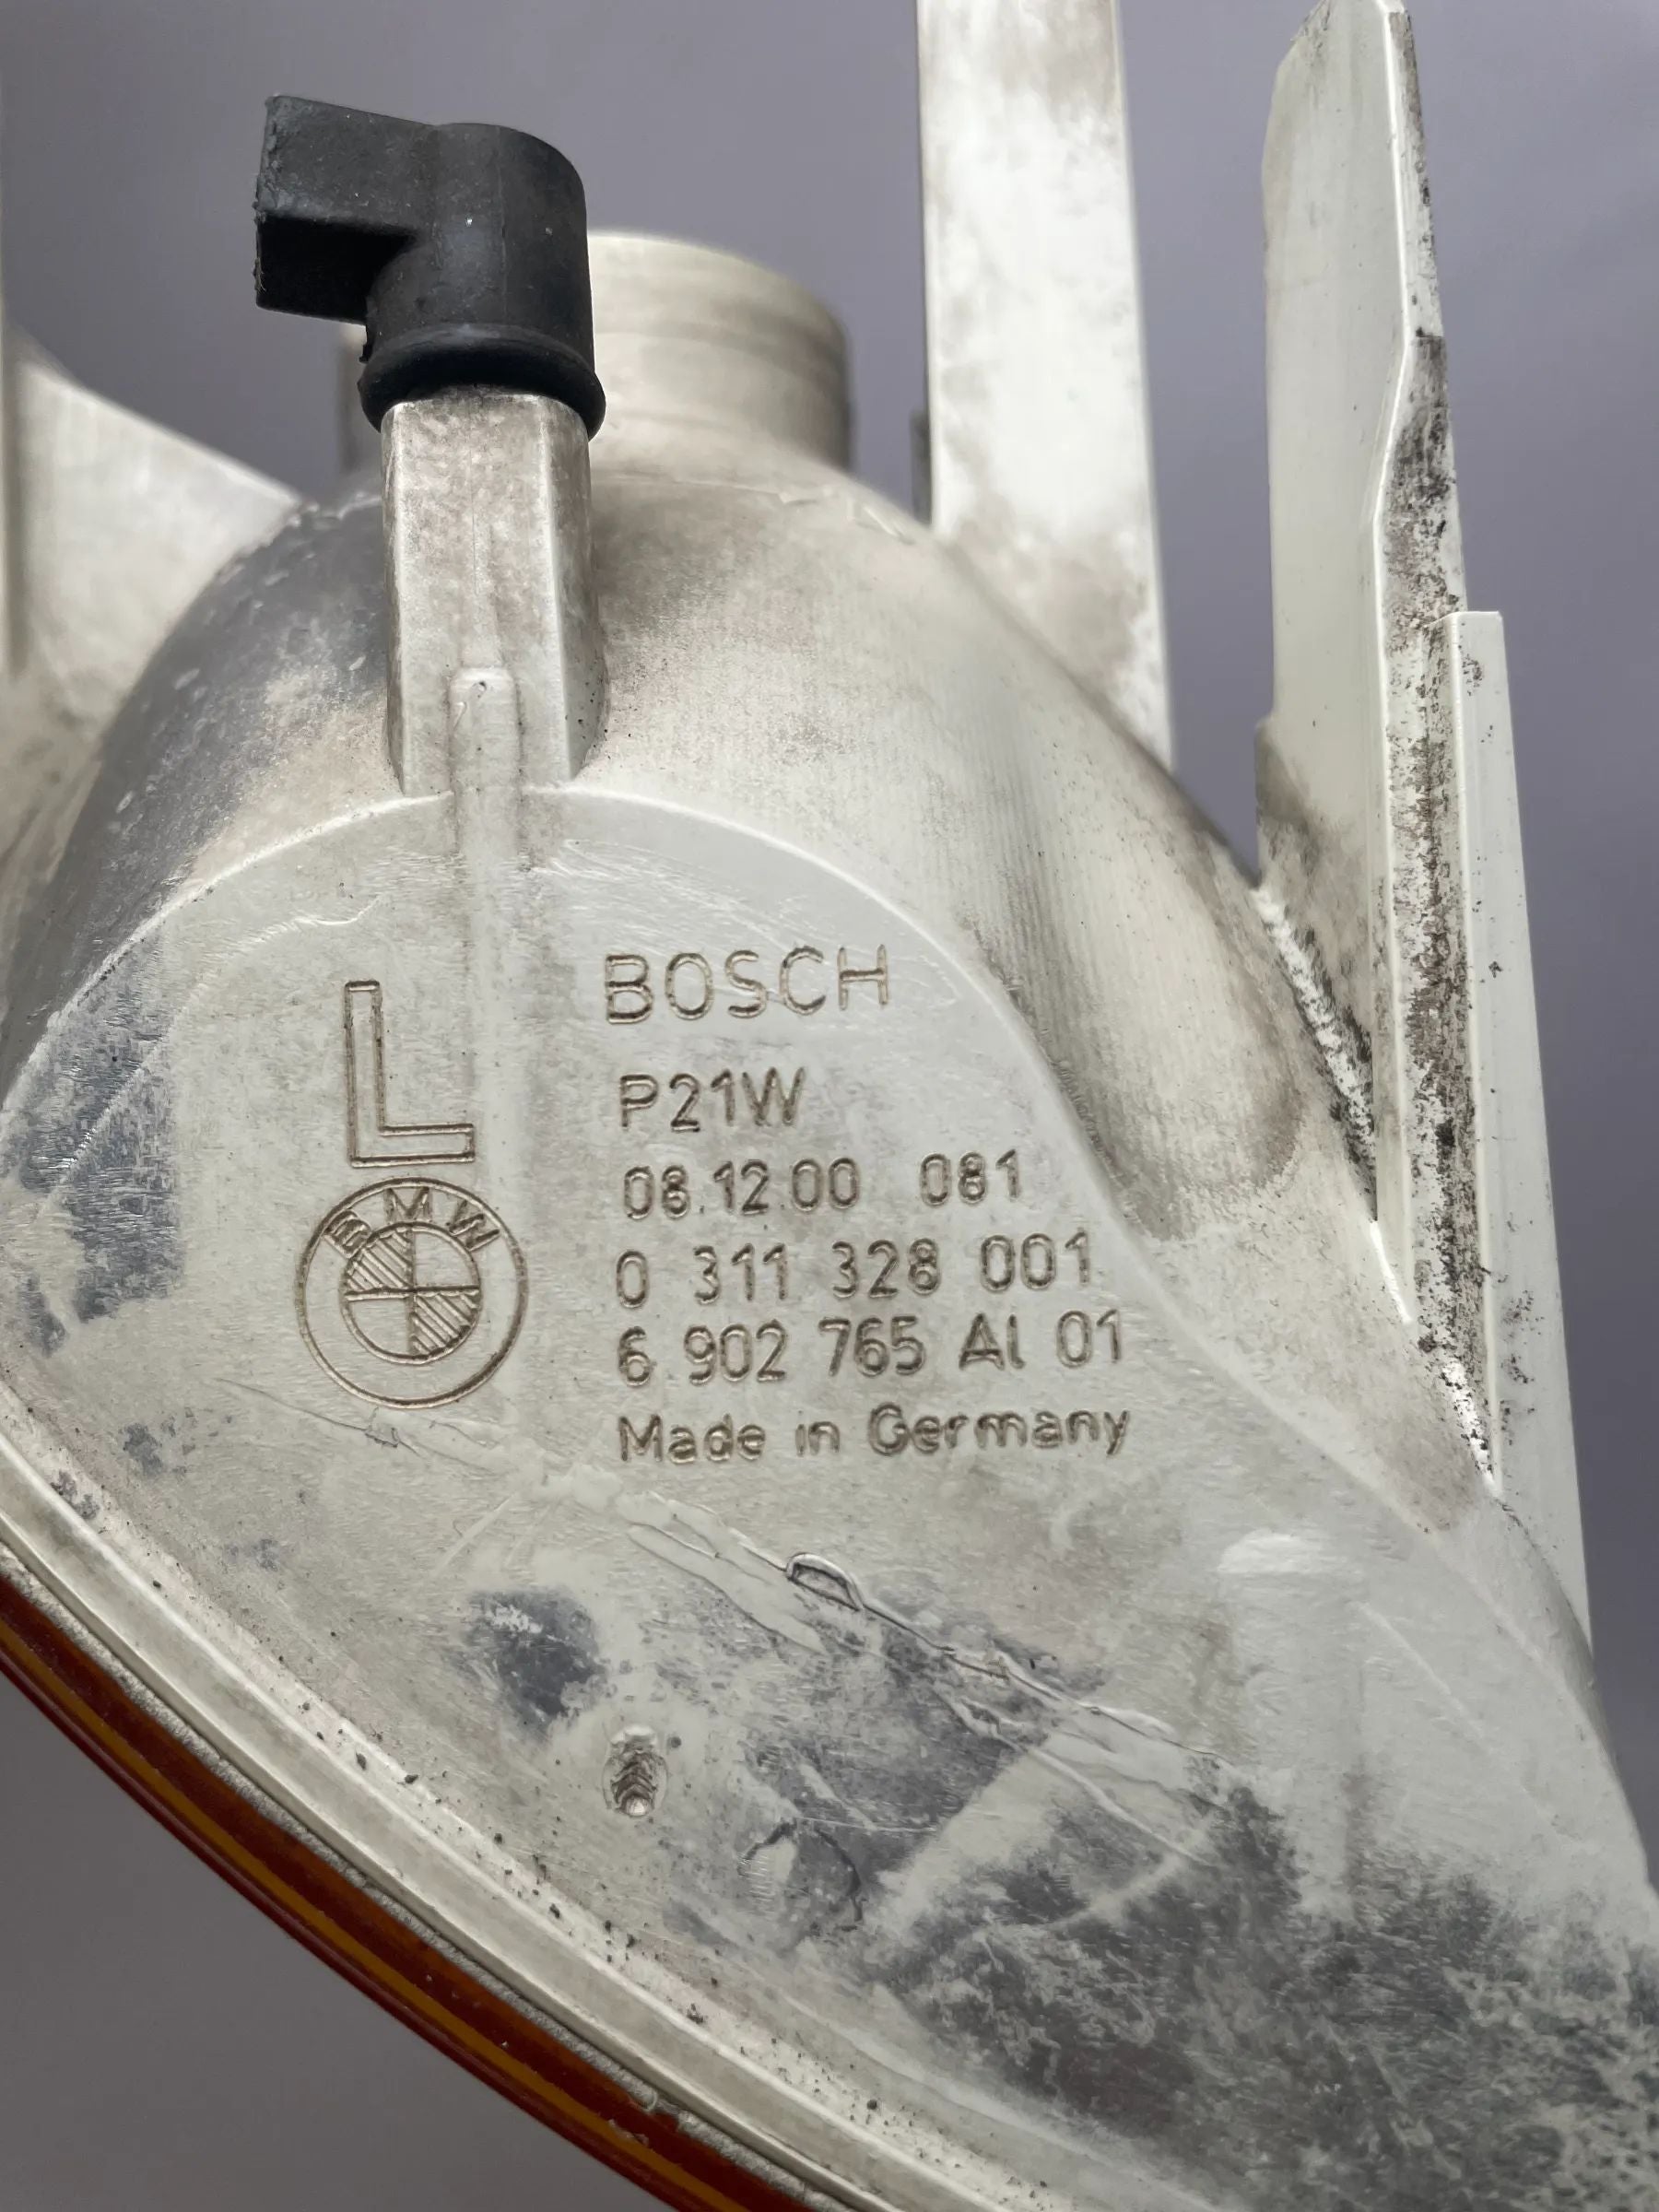 L
BMW
BOSCH
P21W
08.12.00 081
0 311 328 001
6 902 765 AI 01
Made in Germany